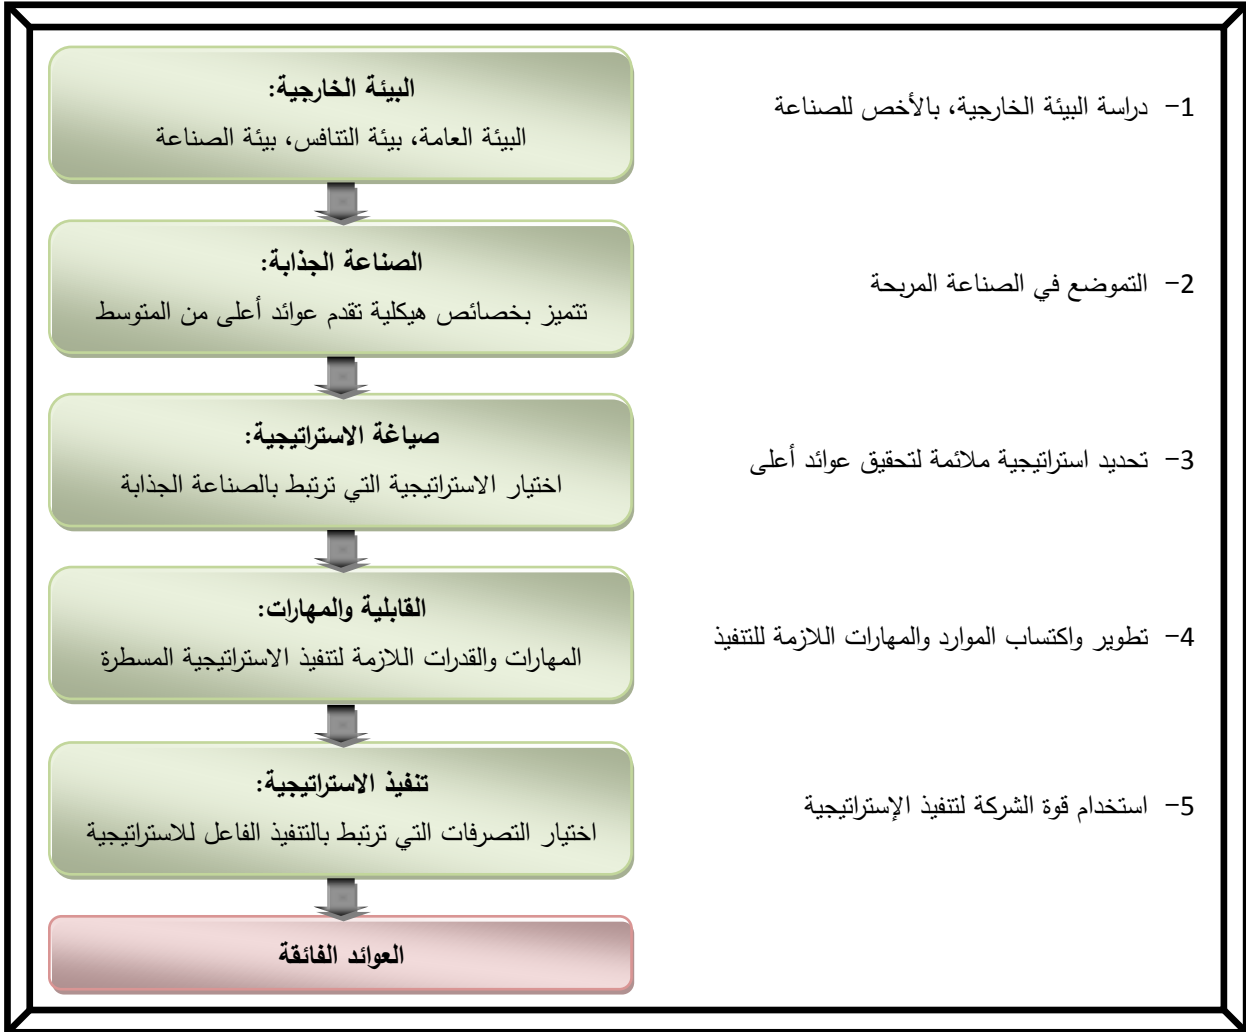 1- دراسة البيئة الخارجية، بالأخص للصناعة
البيئة الخارجية:
البيئة العامة، بيئة التنافس، بيئة الصناعة
2- التموضع في الصناعة المربحة
الصناعة الجذابة:
تتميز بخصائص هيكلية تقدم عوائد أعلى من المتوسط
3- تحديد استراتيجية ملائمة لتحقيق عوائد أعلى
صياغة الاستراتيجية:
اختيار الاستراتيجية التي ترتبط بالصناعة الجذابة
4- تطوير واكتساب الموارد والمهارات اللازمة للتنفيذ
القابلية والمهارات:
المهارات والقدرات اللازمة لتنفيذ الاستراتيجية المسطرة
5- استخدام قوة الشركة لتنفيذ الإستراتيجية
تنفيذ الاستراتيجية:
اختيار التصرفات التي ترتبط بالتنفيذ الفاعل للاستراتيجية
العوائد الفائقة